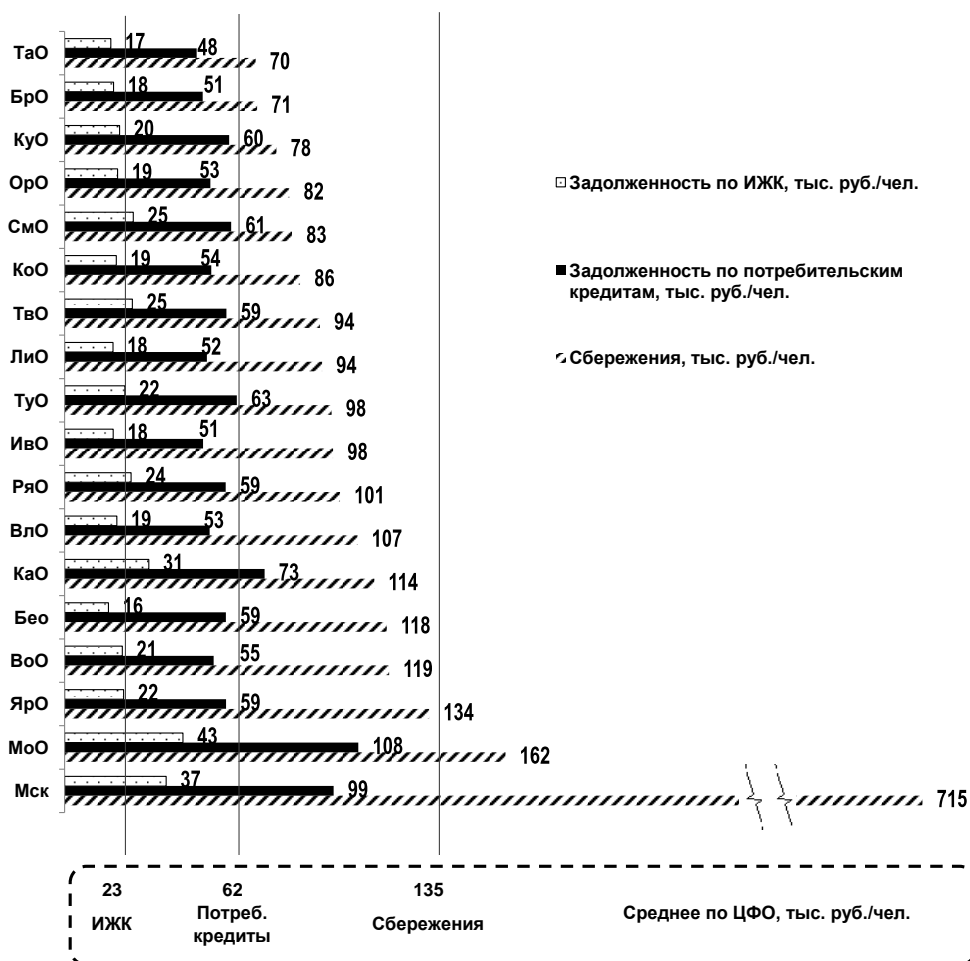 ТаО 17 48 70
БрО 18 51 71
КуО 20 60 78
ОрО 19 53 82
СмО 25 61 83
КоО 19 54 86
ТвО 25 59 94
ЛиО 18 52 94
ТуО 22 63 98
ИвО 18 51 98
РяО 24 59 101
ВлО 19 53 107
КаО 31 73 114
Бео 16 59 118
ВоО 21 55 119
ЯрО 22 59 134
МоО 43 108 162
Мск 37 99 715
Задолженность по ИЖК, тыс. руб./чел.
Задолженность по потребительским
кредитам, тыс. руб./чел.
Сбережения, тыс. руб./чел.
23 62 135
ИЖК Потреб. Сбережения Среднее по ЦФО, тыс. руб./чел.
кредиты